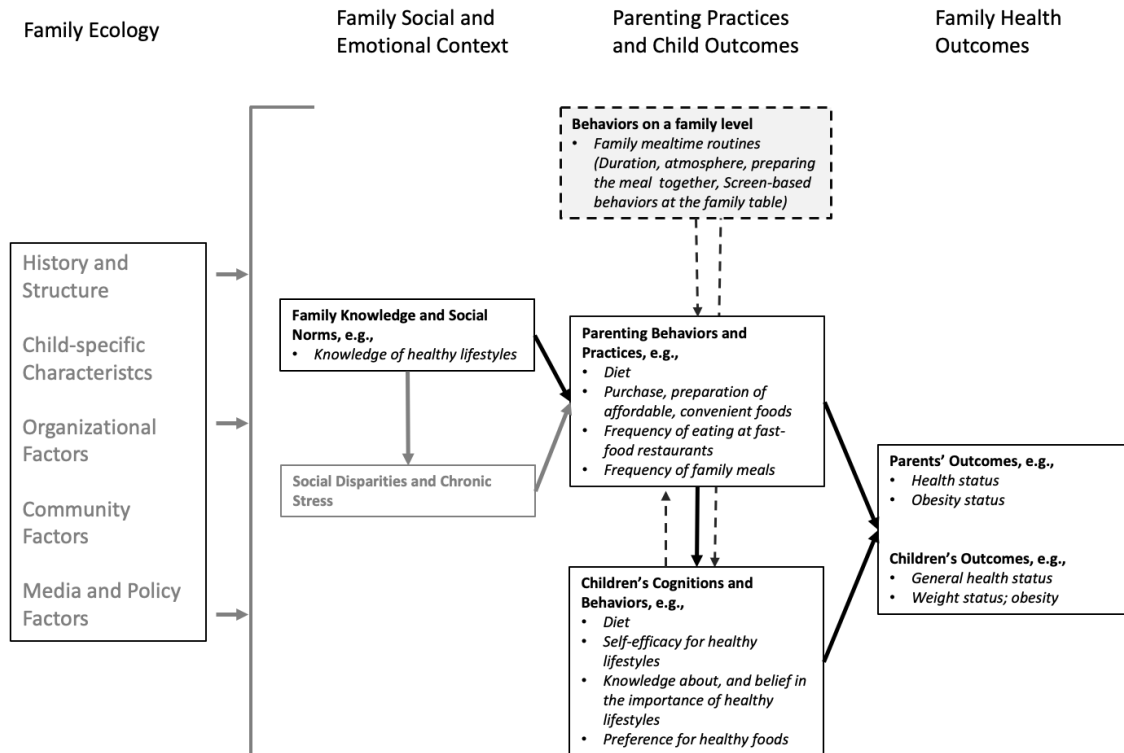 Family Ecology
Family Social and
Emotional Context
Parenting Practices
and Child Outcomes
Family Health
Outcomes
History and
Structure
Child-specific
Characteristcs
Organizational
Factors
Community
Factors
Media and Policy
Factors
Family Knowledge and Social
Norms, e.g.,
• Knowledge of healthy lifestyles
Social Disparities and Chronic
Stress
Behaviors on a family level
• Family mealtime routines
(Duration, atmosphere, preparing
the meal together, Screen-based
behaviors at the family table)
Parenting Behaviors and
Practices, e.g.,
• Diet
• Purchase, preparation of
affordable, convenient foods
• Frequency of eating at fast-
food restaurants
• Frequency of family meals
Children's Cognitions and
Behaviors, e.g.,
• Diet
• Self-efficacy for healthy
lifestyles
• Knowledge about, and belief in
the importance of healthy
lifestyles
• Preference for healthy foods
Parents' Outcomes, e.g.,
• Health status
• Obesity status
Children's Outcomes, e.g.,
• General health status
• Weight status; obesity